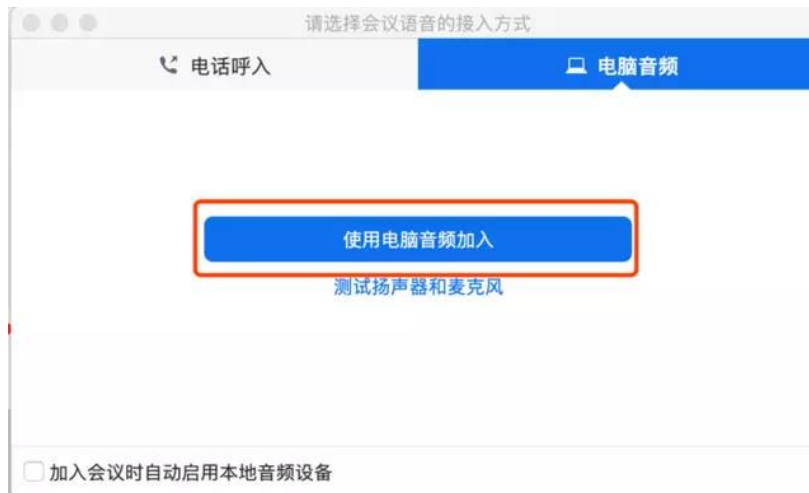 请选择会议语音的接入方式
电话呼入
电脑音频
使用电脑音频加入
测试扬声器和麦克风
加入会议时自动启用本地音频设备